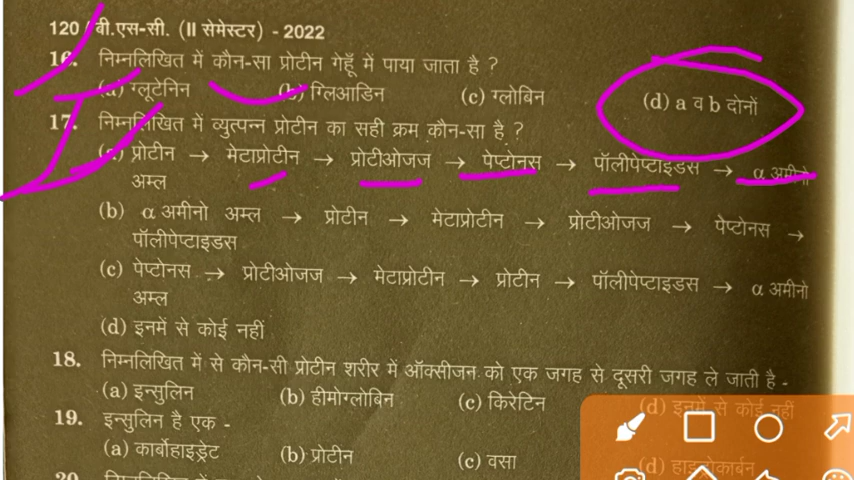 120 / बी.एस-सी. (II सेमेस्टर) - 2022
16. निम्नलिखित में कौन-सा प्रोटीन गेहूँ में पाया जाता है ?
(a) ग्लूटेनिन (b) ग्लिआडिन (c) ग्लोबिन (d) a व b दोनों
17. निम्नलिखित में व्युत्पन्न प्रोटीन का सही क्रम कौन-सा है ?
(a) प्रोटीन → मेटाप्रोटीन → प्रोटीओजज → पेप्टोनस → पॉलीपेप्टाइडस → α अमीनो
अम्ल
(b) α अमीनो अम्ल → प्रोटीन → मेटाप्रोटीन → प्रोटीओजज → पेप्टोनस →
पॉलीपेप्टाइडस
(c) पेप्टोनस → प्रोटीओजज → मेटाप्रोटीन → प्रोटीन → पॉलीपेप्टाइडस → α अमीनो
अम्ल
(d) इनमें से कोई नहीं
18. निम्नलिखित में से कौन-सी प्रोटीन शरीर में ऑक्सीजन को एक जगह से दूसरी जगह ले जाती है -
(a) इन्सुलिन (b) हीमोग्लोबिन (c) किरेटिन (d) इनमें से कोई नहीं
19. इन्सुलिन है एक -
(a) कार्बोहाइड्रेट (b) प्रोटीन (c) वसा (d) हाइड्रोकार्बन